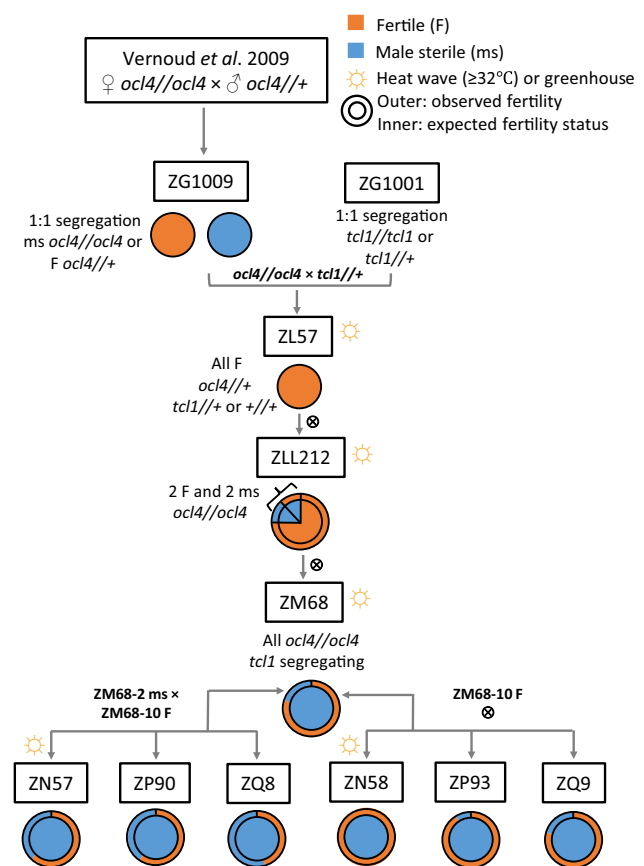 Fertile (F)
Male sterile (ms)
Heat wave (≥32℃) or greenhouse
Outer: observed fertility
Inner: expected fertility status
Vernoud et al. 2009
♀ ocl4//ocl4 × ♂ ocl4//+
ZG1009
ZG1001
1:1 segregation
ms ocl4//ocl4 or
F ocl4//+
1:1 segregation
tcl1//tcl1 or
tcl1//+
ocl4//ocl4 × tcl1//+
ZL57
All F
ocl4//+
tcl1//+ or +//+
⊗
ZLL212
2 F and 2 ms
ocl4//ocl4
⊗
ZM68
All ocl4//ocl4
tcl1 segregating
ZM68-2 ms ×
ZM68-10 F
ZM68-10 F
⊗
ZN57
ZP90
ZQ8
ZN58
ZP93
ZQ9